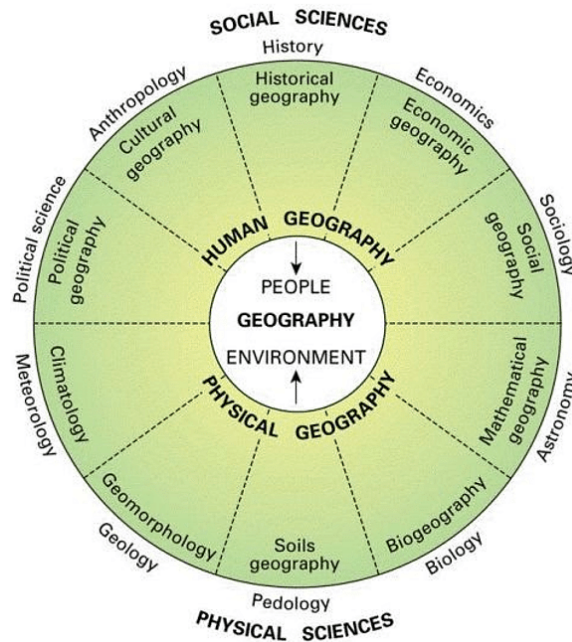 SOCIAL SCIENCES
History
Historical
geography
Anthropology
Cultural
geography
Economics
Economic
geography
Political science
Political
geography
Sociology
Social
geography
HUMAN GEOGRAPHY
PEOPLE
GEOGRAPHY
ENVIRONMENT
PHYSICAL GEOGRAPHY
Meteorology
Climatology
Mathematical
geography
Astronomy
Geology
Geomorphology
Soils
geography
Pedology
Biogeography
Biology
PHYSICAL SCIENCES